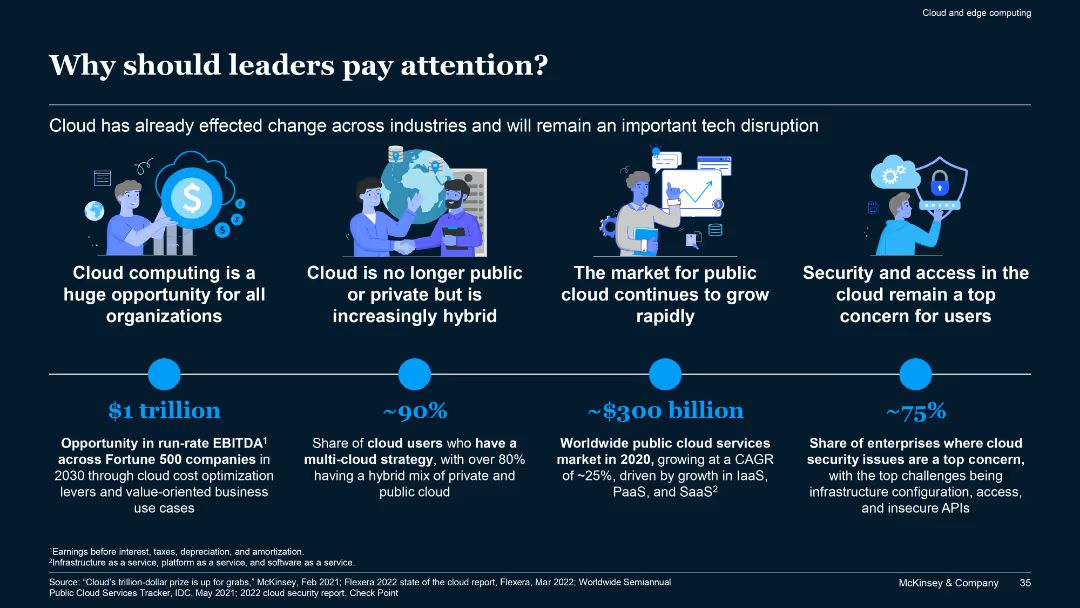 Cloud and edge computing
Why should leaders pay attention?
Cloud has already effected change across industries and will remain an important tech disruption
Cloud computing is a
huge opportunity for all
organizations
$1 trillion
Opportunity in run-rate EBITDA¹
across Fortune 500 companies in
2030 through cloud cost optimization
levers and value-oriented business
use cases
Cloud is no longer public
or private but is
increasingly hybrid
~90%
Share of cloud users who have a
multi-cloud strategy, with over 80%
having a hybrid mix of private and
public cloud
The market for public
cloud continues to grow
rapidly
~$300 billion
Worldwide public cloud services
market in 2020, growing at a CAGR
of ~25%, driven by growth in IaaS,
PaaS, and SaaS²
Security and access in the
cloud remain a top
concern for users
~75%
Share of enterprises where cloud
security issues are a top concern,
with the top challenges being
infrastructure configuration, access,
and insecure APIs
¹Earnings before interest, taxes, depreciation, and amortization.
²Infrastructure as a service, platform as a service, and software as a service.
Source: “Cloud’s trillion-dollar prize is up for grabs,” McKinsey, Feb 2021; Flexera 2022 state of the cloud report, Flexera, Mar 2022; Worldwide Semiannual
Public Cloud Services Tracker, IDC, May 2021; 2022 cloud security report, Check Point
McKinsey & Company 35